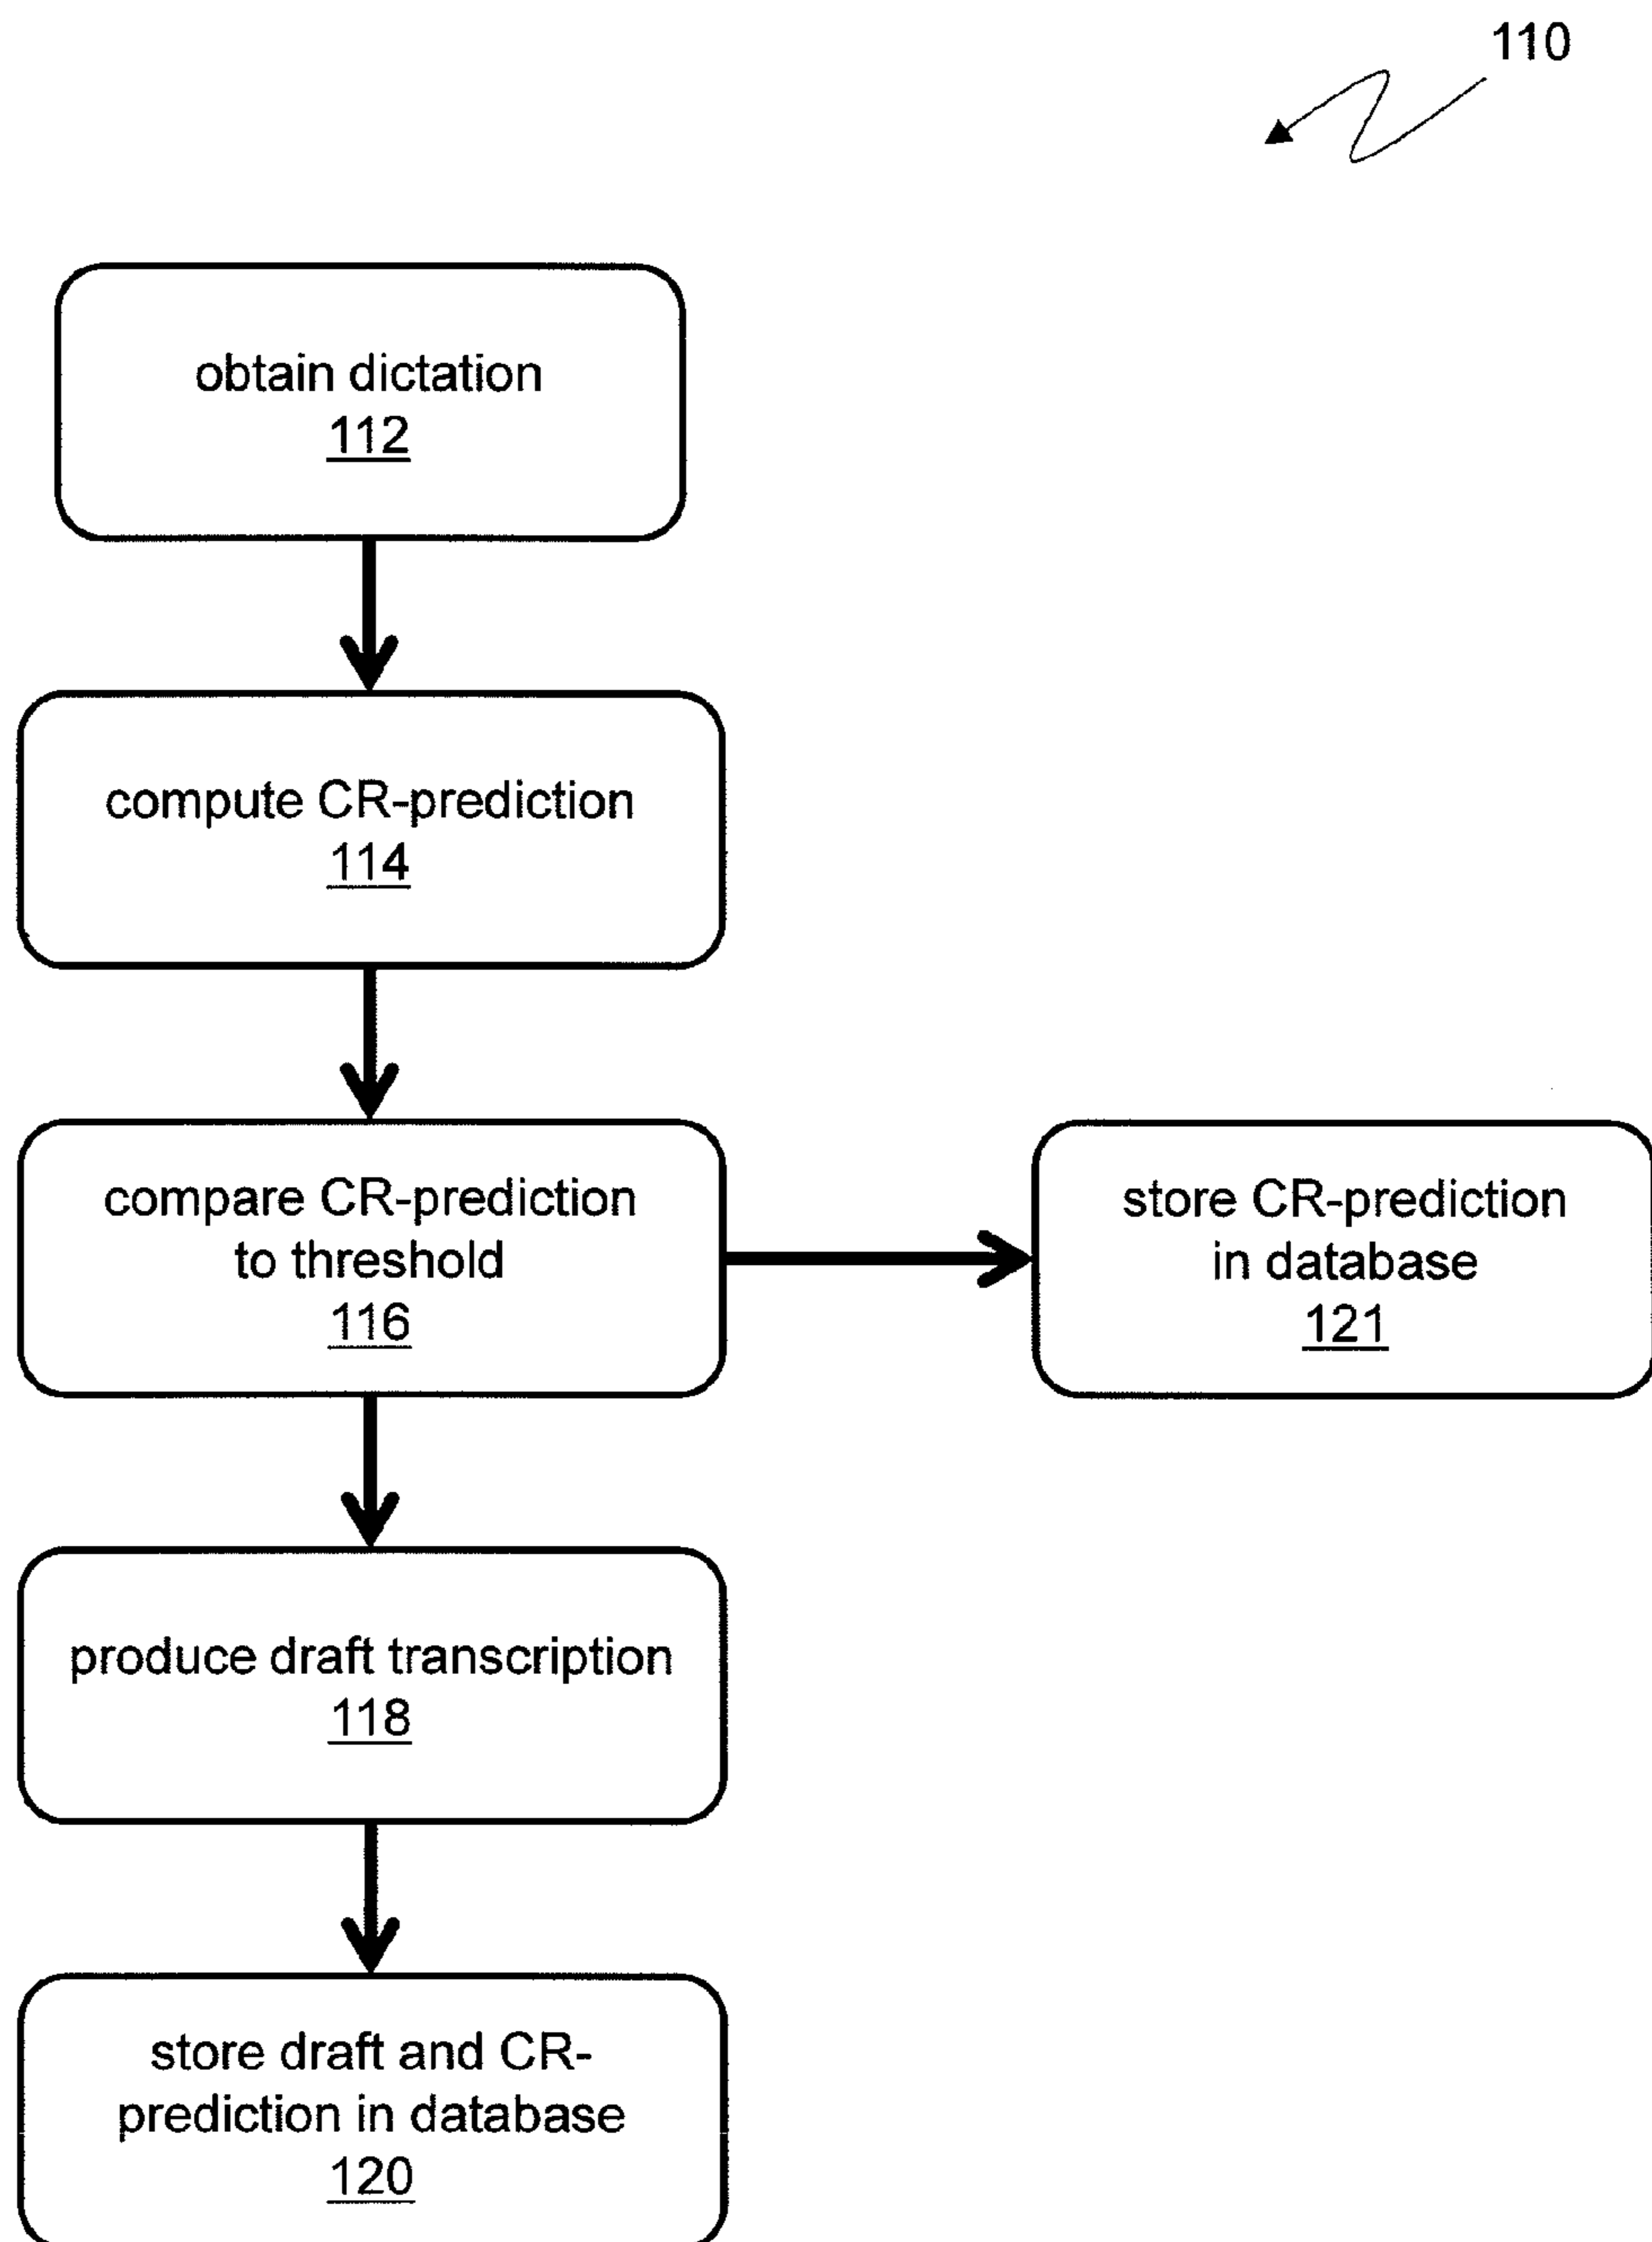 110
obtain dictation
112
compute CR-prediction
114
compare CR-prediction
to threshold
116
store CR-prediction
in database
121
produce draft transcription
118
store draft and CR-
prediction in database
120